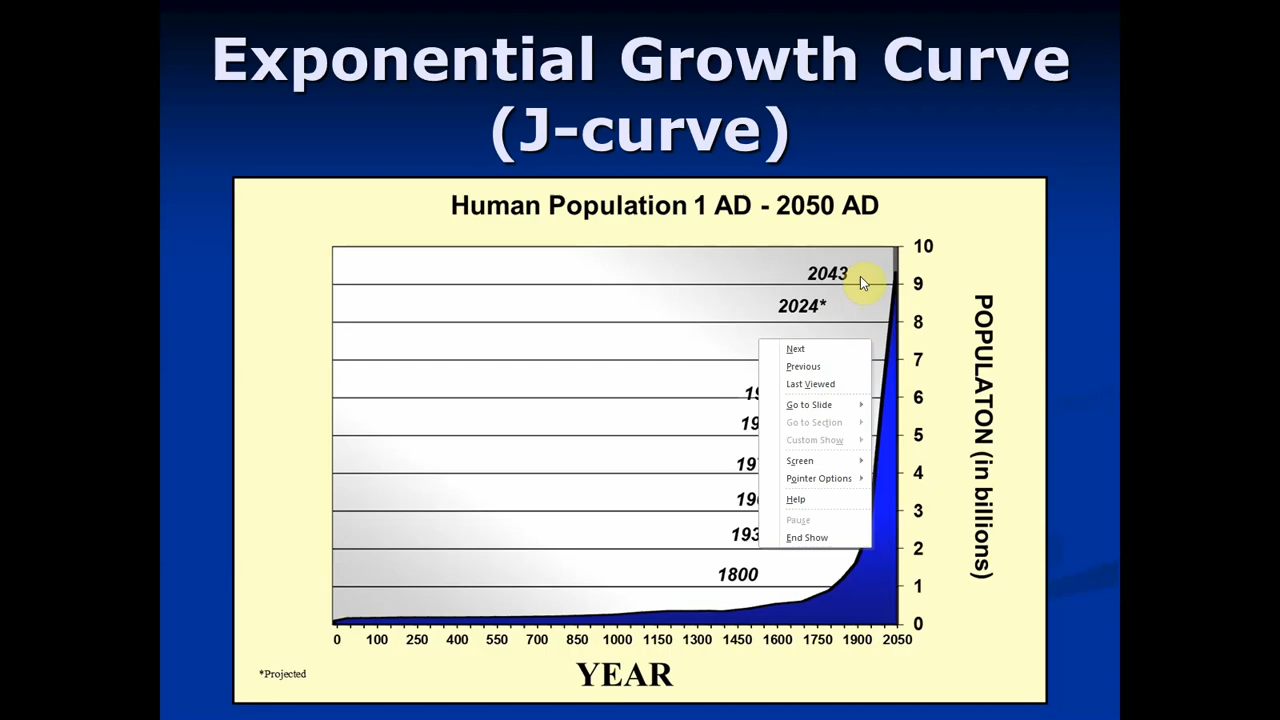 Exponential Growth Curve
(J-curve)
Human Population 1 AD - 2050 AD
10
2043
9
2024*
8
7
6
5
4
3
2
1800
1
0
POPULATON (in billions)
Next
Previous
Last Viewed
Go to Slide
Go to Section
Custom Show
Screen
Pointer Options
Help
Pause
End Show
0 100 250 400 550 700 850 1000 1150 1300 1450 1600 1750 1900 2050
YEAR
*Projected